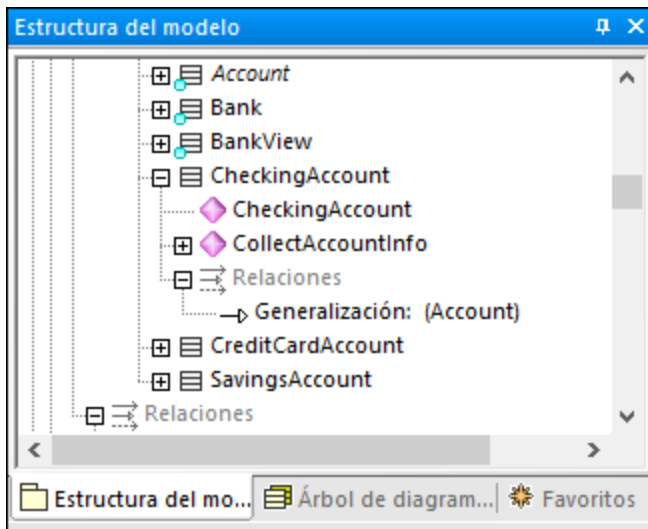 Estructura del modelo
Account
Bank
BankView
CheckingAccount
CheckingAccount
CollectAccountInfo
Relaciones
Generalización: (Account)
CreditCardAccount
SavingsAccount
Relaciones
Estructura del mo... Árbol de diagram... Favoritos